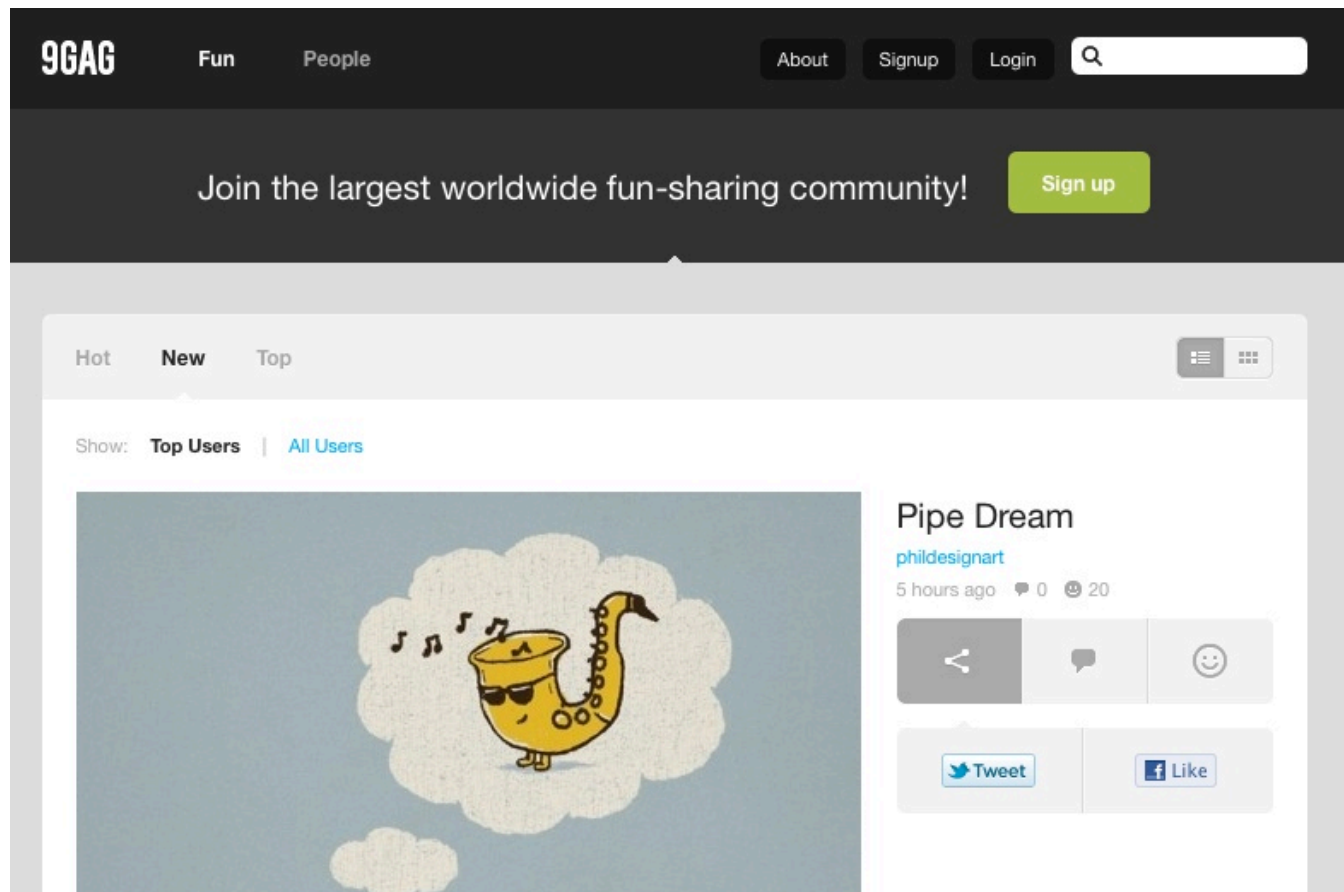 9GAG Fun People About Signup Login
Join the largest worldwide fun-sharing community! Sign up
Hot New Top
Show: Top Users | All Users
Pipe Dream
phildesignart
5 hours ago 0 20
Tweet Like